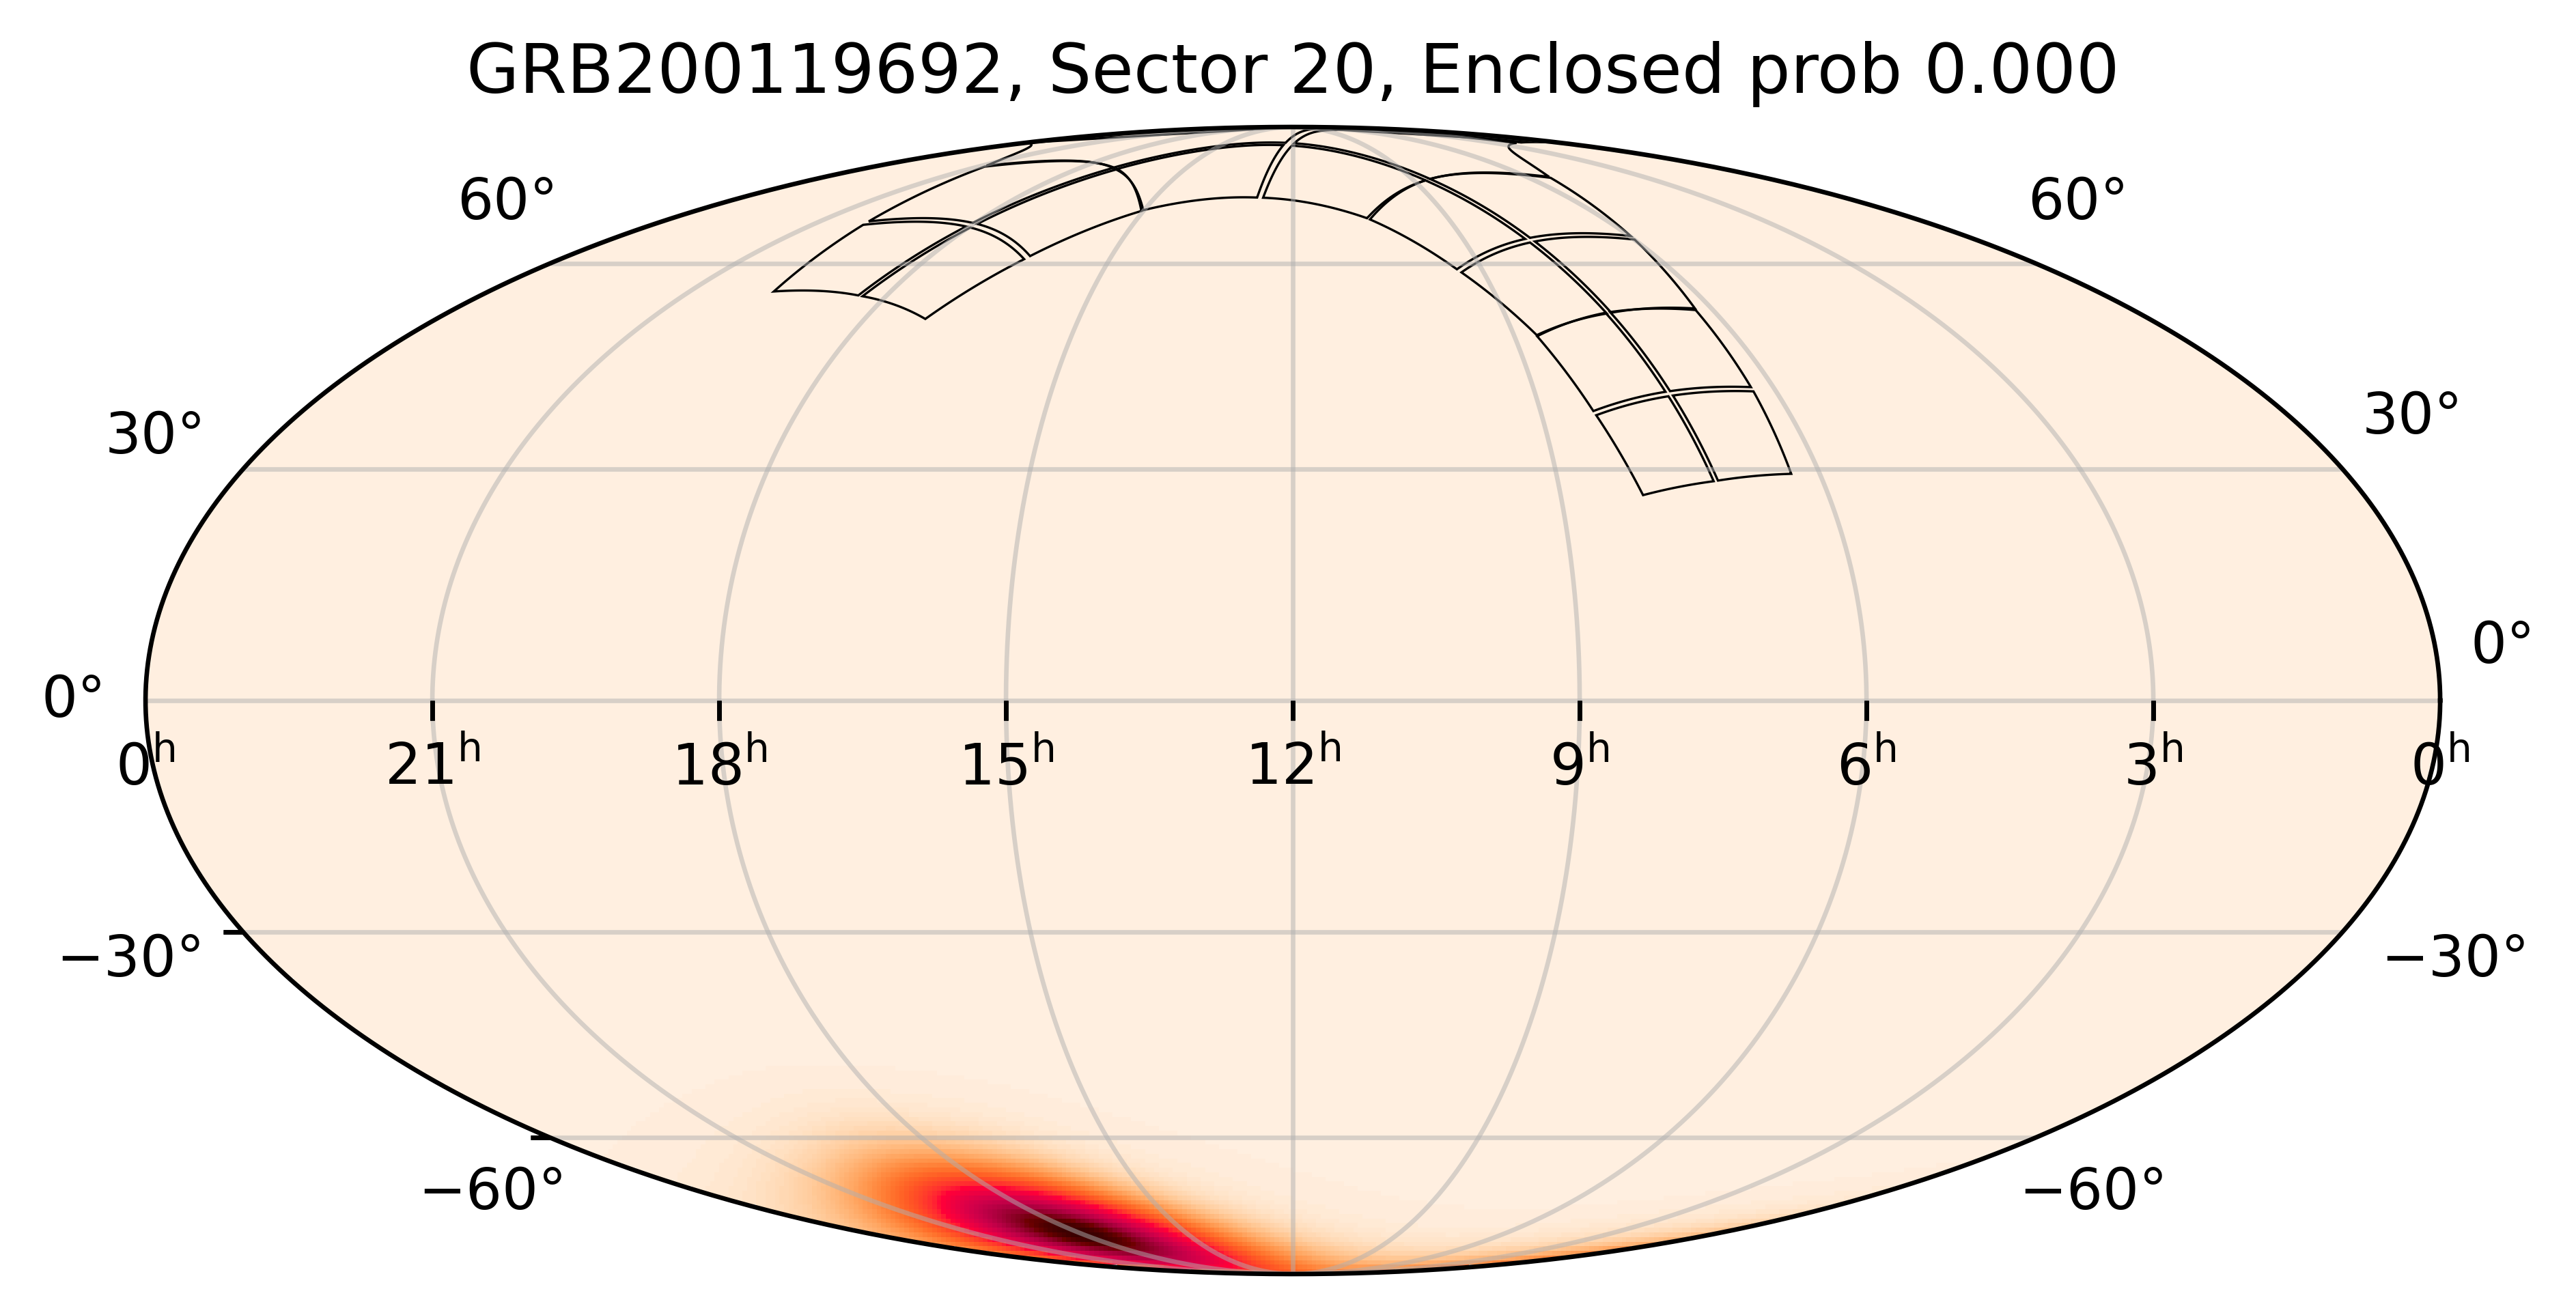 GRB200119692, Sector 20, Enclosed prob 0.000
60° 60°
30° 30°
0° 0°
0ʰ 21ʰ 18ʰ 15ʰ 12ʰ 9ʰ 6ʰ 3ʰ 0ʰ
−30° −30°
−60° −60°